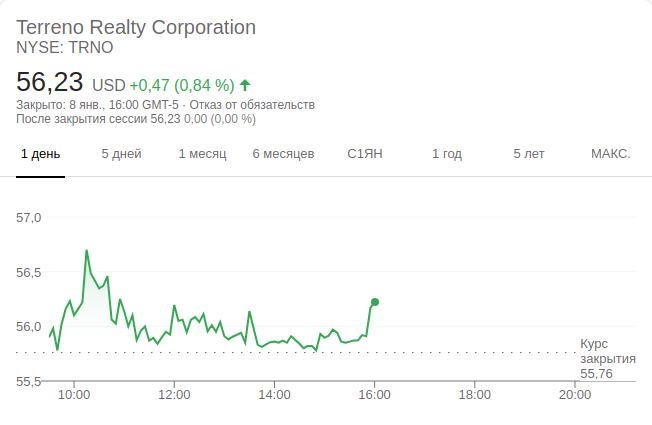 Terreno Realty Corporation
NYSE: TRNO
56,23 USD +0,47 (0,84 %)
Закрыто: 8 янв., 16:00 GMT-5 · Отказ от обязательств
После закрытия сессии 56,23 0,00 (0,00 %)
1 день 5 дней 1 месяц 6 месяцев С1ЯН 1 год 5 лет МАКС.
57,0
56,5
56,0
Курс
закрытия
55,76
55,5
10:00 12:00 14:00 16:00 18:00 20:00